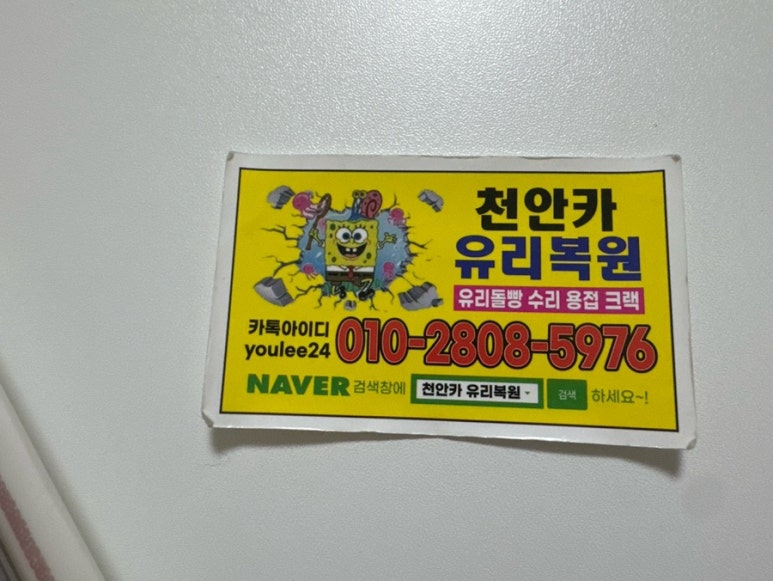 천안카
유리복원
유리돌빵 수리 용접 크랙
카톡아이디
youlee24
010-2808-5976
NAVER 검색창에 천안카 유리복원 검색 하세요~!